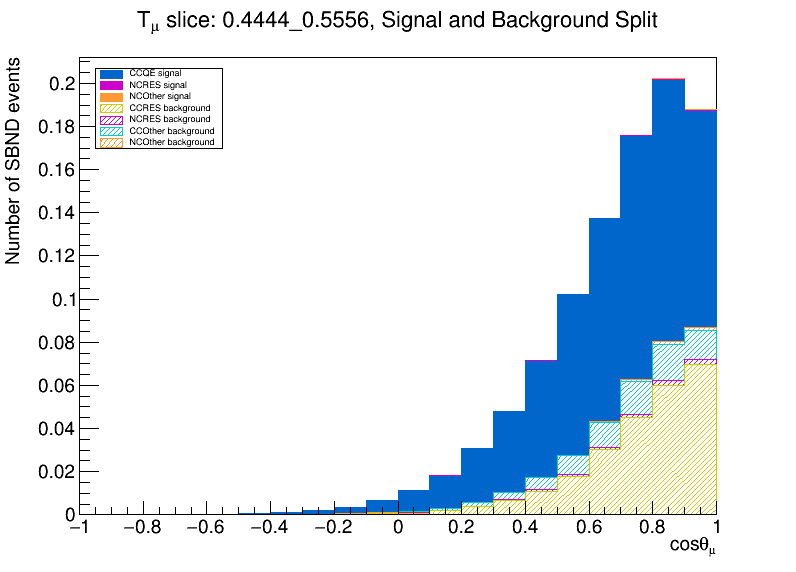 Tμ slice: 0.4444_0.5556, Signal and Background Split
Number of SBND events
CCQE signal
NCRES signal
NCOther signal
CCRES background
NCRES background
CCOther background
NCOther background
0.2
0.18
0.16
0.14
0.12
0.1
0.08
0.06
0.04
0.02
0
−1 −0.8 −0.6 −0.4 −0.2 0 0.2 0.4 0.6 0.8 1
cosθμ